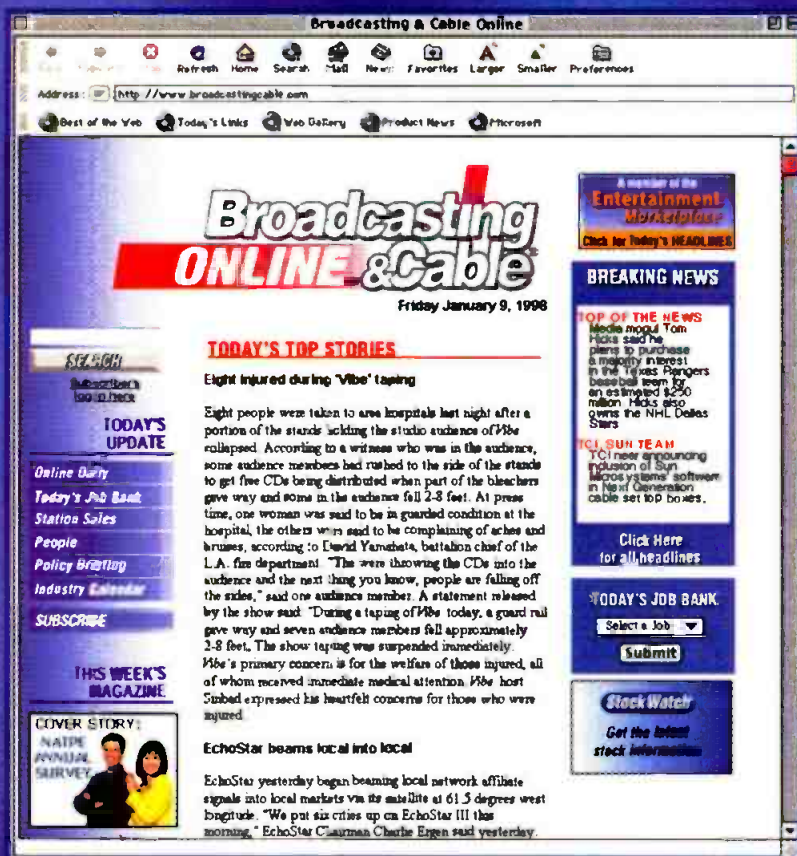 Broadcasting & Cable Online
Refresh Home Search Mail News Favorites Larger Smaller Preferences
Address: http://www.broadcastingcable.com
Best of the Web Today's Links Web Gallery Product News Microsoft
Broadcasting
ONLINE &Cable
Friday January 9, 1998
A member of the
Entertainment
Marketplace
Click for Today's HEADLINES
SEARCH
Subscribers
log in here
TODAY'S
UPDATE
Online Daily
Today's Job Bank
Station Sales
People
Policy Briefing
Industry Calendar
SUBSCRIBE
THIS WEEK'S
MAGAZINE
COVER STORY:
NATPE
ANNUAL
SURVEY
TODAY'S TOP STORIES
Eight injured during 'Vibe' taping
Eight people were taken to area hospitals last night after a
portion of the stands holding the studio audience of Vibe
collapsed. According to a witness who was in the audience,
some audience members had rushed to the side of the stands
to get free CDs being distributed when part of the bleachers
gave way and some in the audience fell 2-8 feet. At press
time, one woman was said to be in guarded condition at the
hospital, the others were said to be complaining of aches and
bruises, according to David Yamahata, battalion chief of the
L.A. fire department. "The were throwing the CDs into the
audience and the next thing you know, people are falling off
the sides," said one audience member. A statement released
by the show said: "During a taping of Vibe today, a guard rail
gave way and seven audience members fell approximately
2-8 feet. The show taping was suspended immediately.
Vibe's primary concern is for the welfare of those injured, all
of whom received immediate medical attention. Vibe host
Sinbad expressed his heartfelt concerns for those who were
injured.
EchoStar beams local into local
EchoStar yesterday began beaming local network affiliate
signals into local markets via its satellite at 61.5 degrees west
longitude. "We put six cities up on EchoStar III this
morning," EchoStar Chairman Charlie Ergen said yesterday.
BREAKING NEWS
TOP OF THE NEWS
Media mogul Tom
Hicks said he
plans to purchase
a majority interest
in the Texas Rangers
baseball team for
an estimated $250
million. Hicks also
owns the NHL Dallas
Stars
TCI, SUN TEAM
TCI near announcing
inclusion of Sun
Microsystems' software
in Next Generation
cable set top boxes.
Click Here
for all headlines
TODAY'S JOB BANK
Select a Job
Submit
Stock Watch
Get the latest
stock information